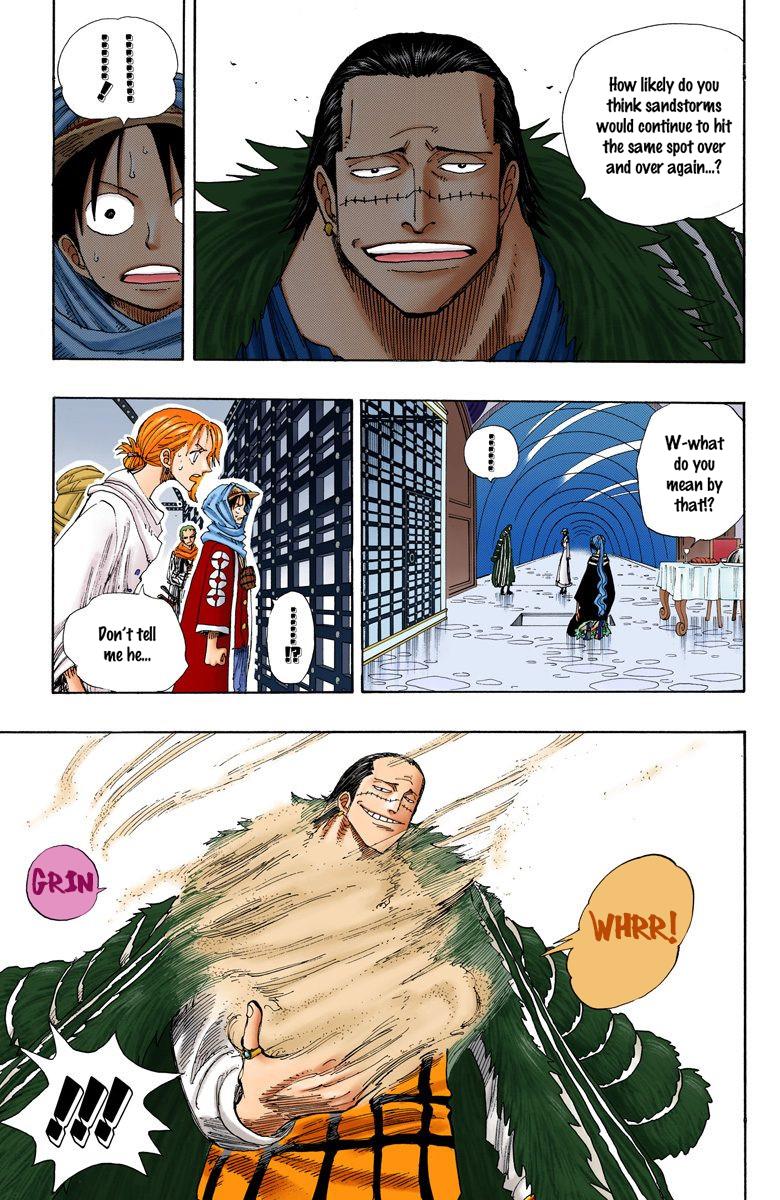 How likely do you
think sandstorms
would continue to hit
the same spot over
and over again...?
!
W-what
do you
mean by
that!?
!?
Don't tell
me he...
GRIN
WHRR!
!!!